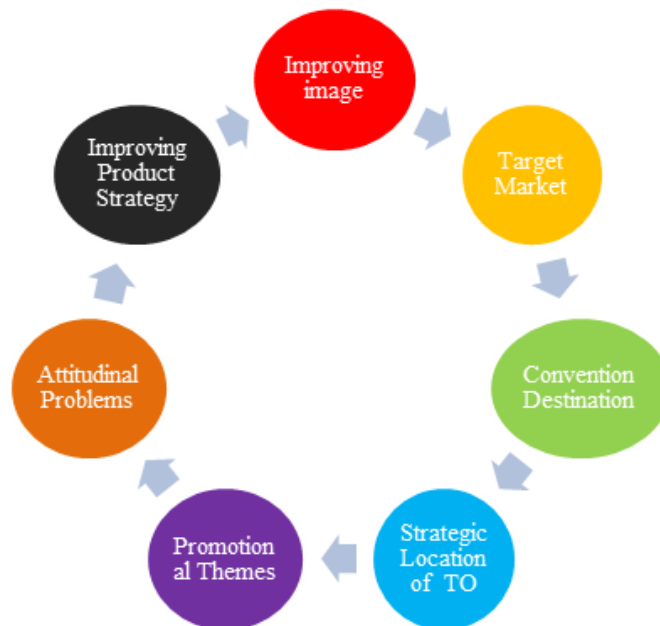 Improving
image
Target
Market
Convention
Destination
Strategic
Location
of TO
Promotion
al Themes
Attitudinal
Problems
Improving
Product
Strategy